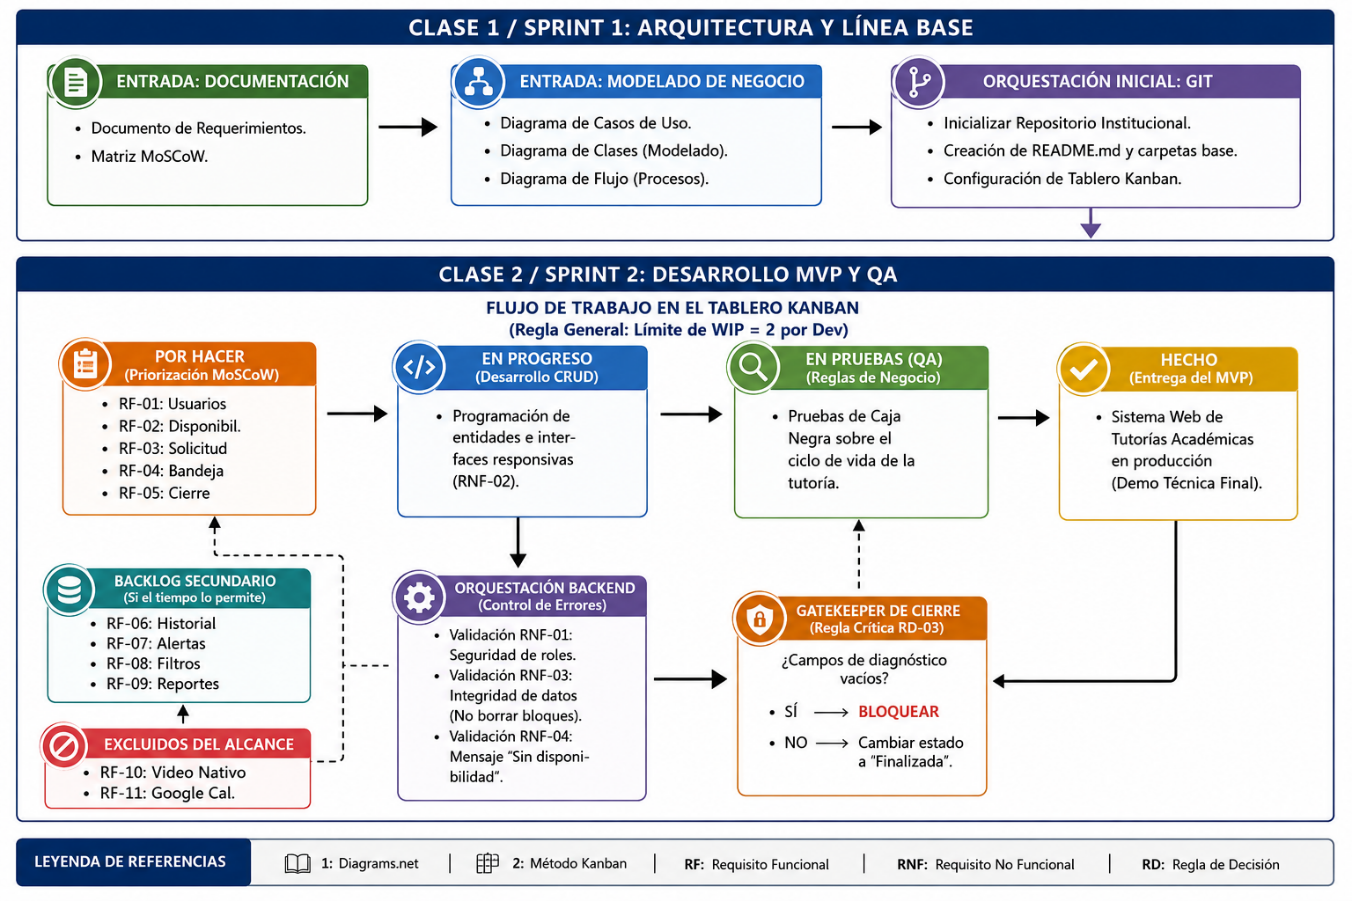 CLASE 1 / SPRINT 1: ARQUITECTURA Y LÍNEA BASE
ENTRADA: DOCUMENTACIÓN
• Documento de Requerimientos.
• Matriz MoSCoW.
ENTRADA: MODELADO DE NEGOCIO
• Diagrama de Casos de Uso.
• Diagrama de Clases (Modelado).
• Diagrama de Flujo (Procesos).
ORQUESTACIÓN INICIAL: GIT
• Inicializar Repositorio Institucional.
• Creación de README.md y carpetas base.
• Configuración de Tablero Kanban.
CLASE 2 / SPRINT 2: DESARROLLO MVP Y QA
FLUJO DE TRABAJO EN EL TABLERO KANBAN
(Regla General: Límite de WIP = 2 por Dev)
POR HACER
(Priorización MoSCoW)
• RF-01: Usuarios
• RF-02: Disponibil.
• RF-03: Solicitud
• RF-04: Bandeja
• RF-05: Cierre
EN PROGRESO
(Desarrollo CRUD)
• Programación de
entidades e inter-
faces responsivas
(RNF-02).
EN PRUEBAS (QA)
(Reglas de Negocio)
• Pruebas de Caja
Negra sobre el
ciclo de vida de la
tutoría.
HECHO
(Entrega del MVP)
• Sistema Web de
Tutorías Académicas
en producción
(Demo Técnica Final).
BACKLOG SECUNDARIO
(Si el tiempo lo permite)
• RF-06: Historial
• RF-07: Alertas
• RF-08: Filtros
• RF-09: Reportes
EXCLUIDOS DEL ALCANCE
• RF-10: Video Nativo
• RF-11: Google Cal.
ORQUESTACIÓN BACKEND
(Control de Errores)
• Validación RNF-01:
Seguridad de roles.
• Validación RNF-03:
Integridad de datos
(No borrar bloques).
• Validación RNF-04:
Mensaje "Sin disponi-
bilidad".
GATEKEEPER DE CIERRE
(Regla Crítica RD-03)
¿Campos de diagnóstico
vacíos?
• SÍ ⟶ BLOQUEAR
• NO ⟶ Cambiar estado
a "Finalizada".
LEYENDA DE REFERENCIAS
1: Diagrams.net
2: Método Kanban
RF: Requisito Funcional
RNF: Requisito No Funcional
RD: Regla de Decisión